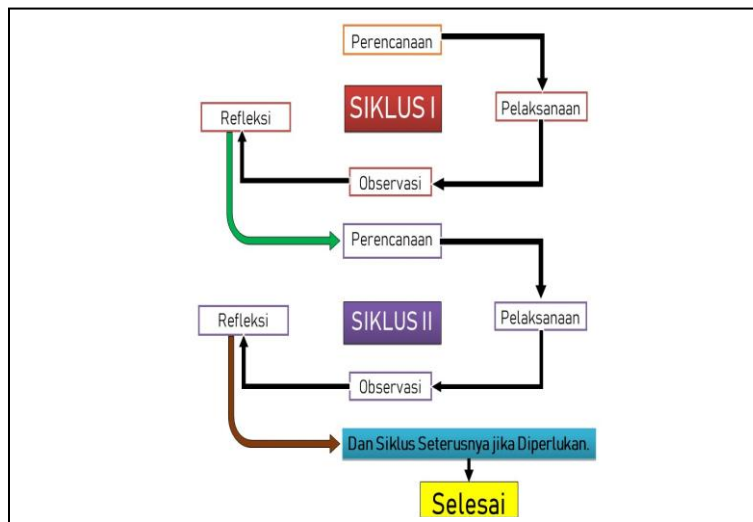 Perencanaan
SIKLUS I
Pelaksanaan
Refleksi
Observasi
Perencanaan
SIKLUS II
Pelaksanaan
Refleksi
Observasi
Dan Siklus Seterusnya jika Diperlukan.
Selesai